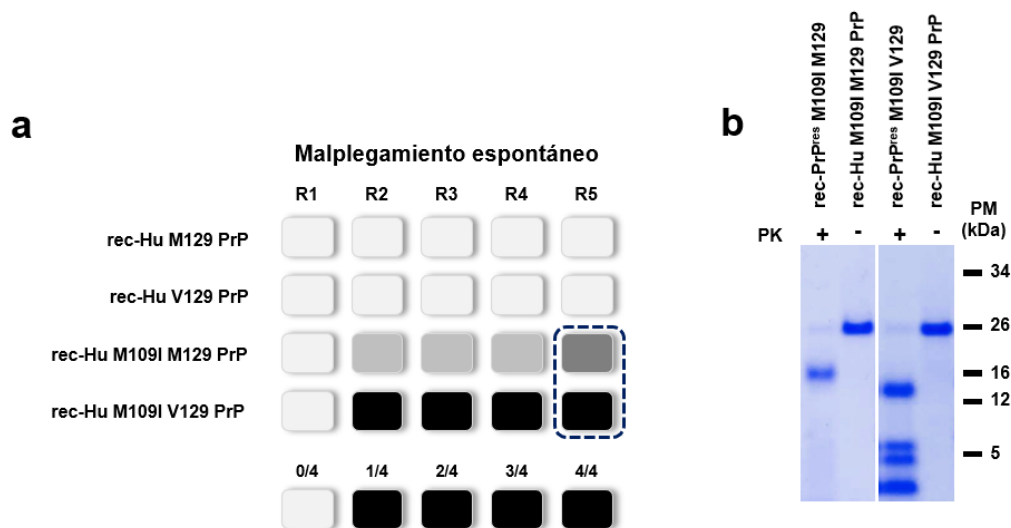 a
Malplegamiento espontáneo
R1 R2 R3 R4 R5
rec-Hu M129 PrP
rec-Hu V129 PrP
rec-Hu M109I M129 PrP
rec-Hu M109I V129 PrP
0/4 1/4 2/4 3/4 4/4
b
rec-PrPres M109I M129
rec-Hu M109I M129 PrP
rec-PrPres M109I V129
rec-Hu M109I V129 PrP
PK + - + -
PM
(kDa)
34
26
16
12
5